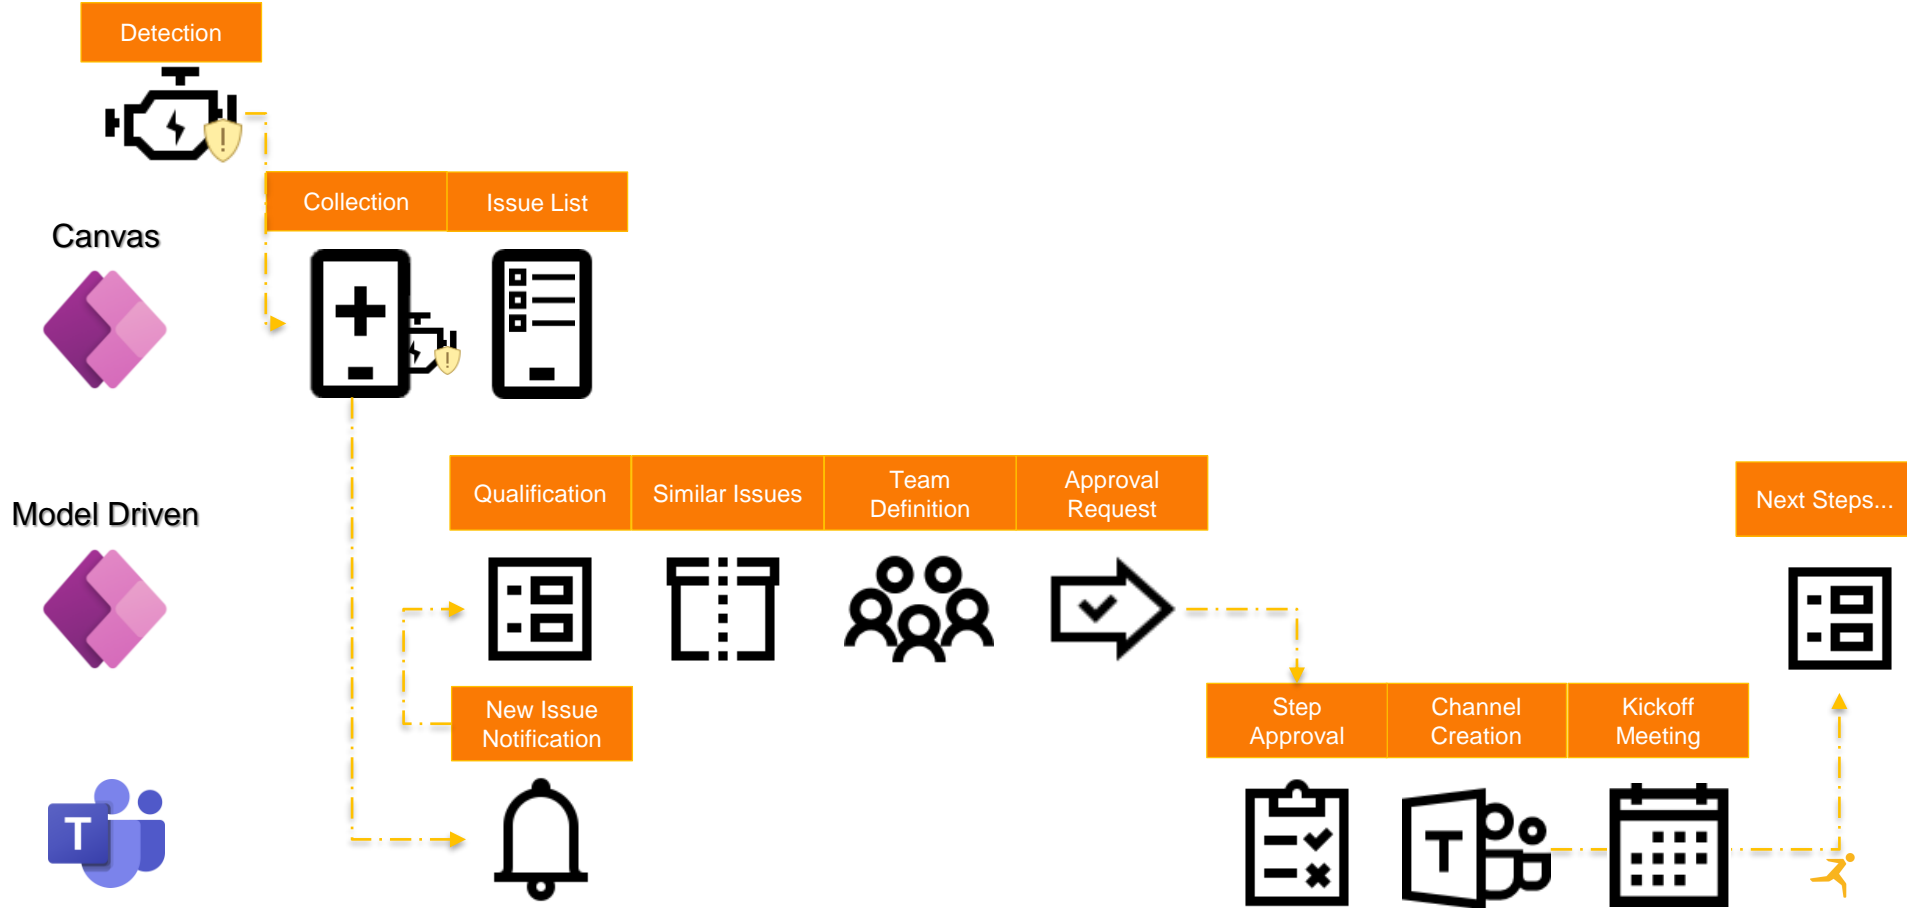 Detection
Collection
Issue List
Canvas
Qualification
Similar Issues
Team
Definition
Approval
Request
Next Steps...
Model Driven
New Issue
Notification
Step
Approval
Channel
Creation
Kickoff
Meeting
T
T